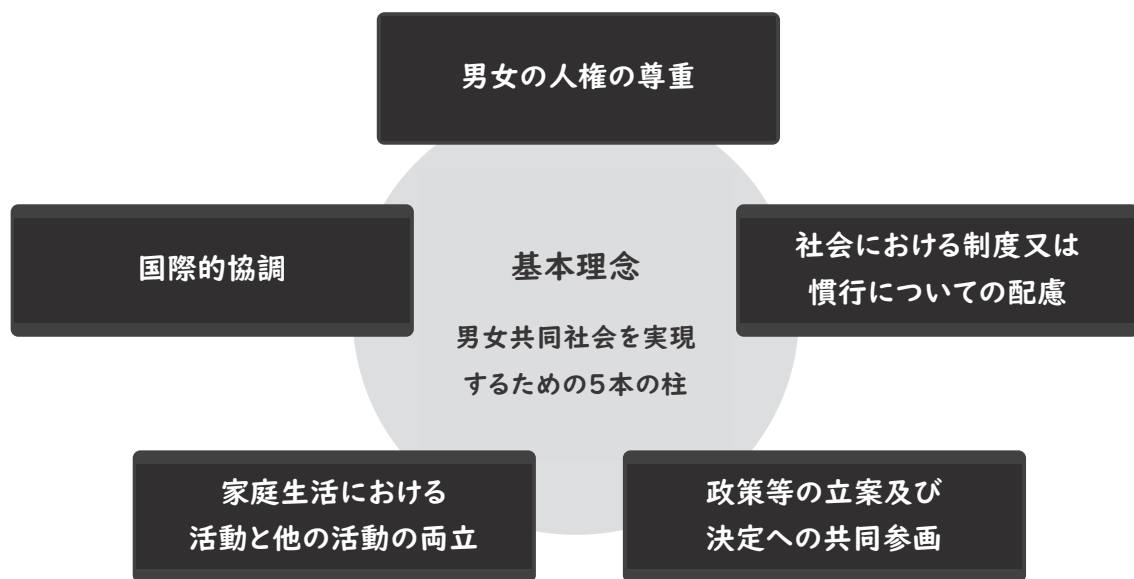 男女の人権の尊重
国際的協調
基本理念
男女共同社会を実現
するための5本の柱
社会における制度又は
慣行についての配慮
家庭生活における
活動と他の活動の両立
政策等の立案及び
決定への共同参画